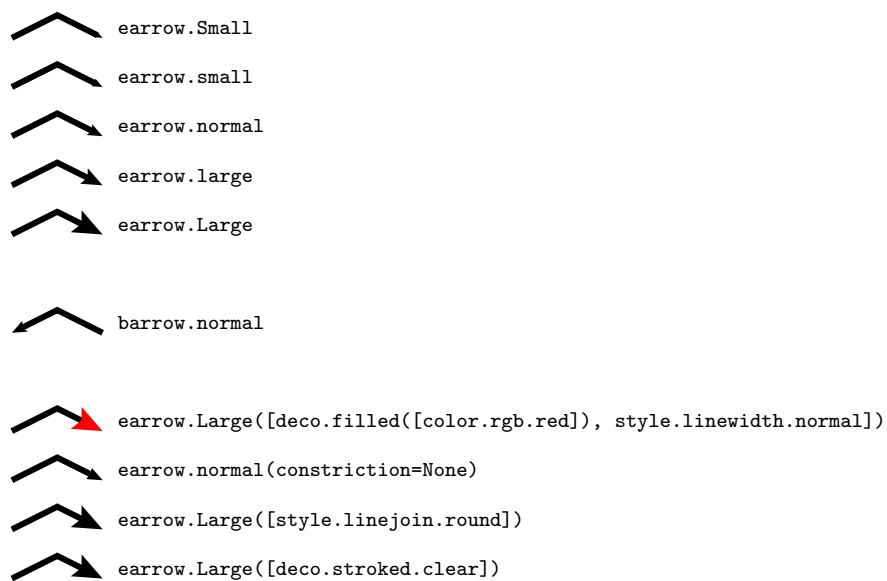 earrow.Small
earrow.small
earrow.normal
earrow.large
earrow.Large
barrow.normal
earrow.Large([deco.filled([color.rgb.red]), style.linewidth.normal])
earrow.normal(constriction=None)
earrow.Large([style.linejoin.round])
earrow.Large([deco.stroked.clear])